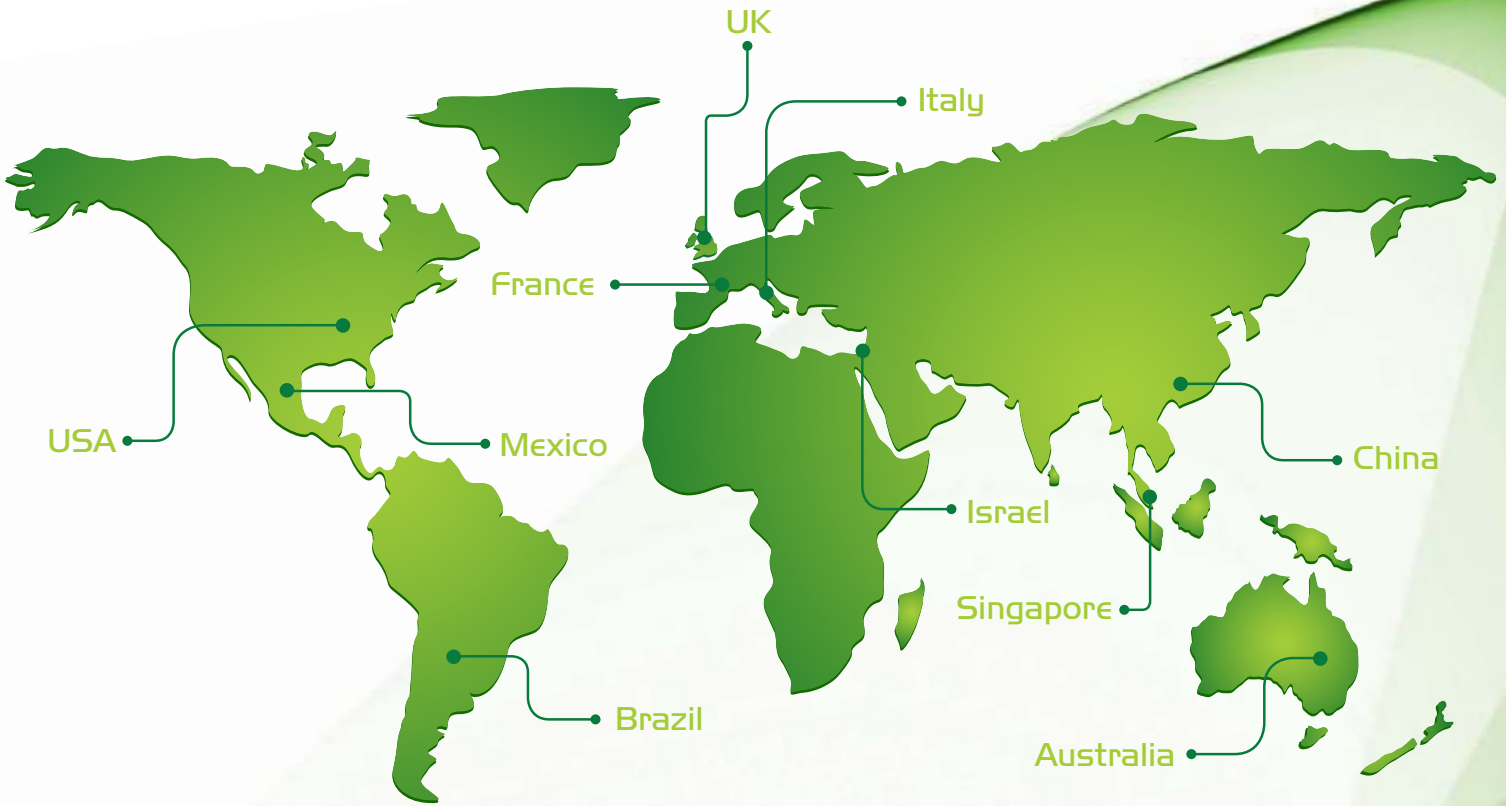 UK
Italy
France
USA
Mexico
China
Israel
Singapore
Brazil
Australia